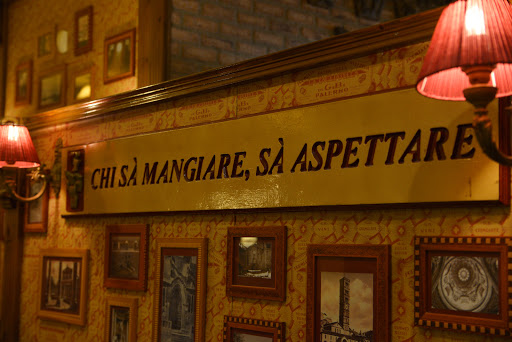 CHI SÀ MANGIARE, SÀ ASPETTARE